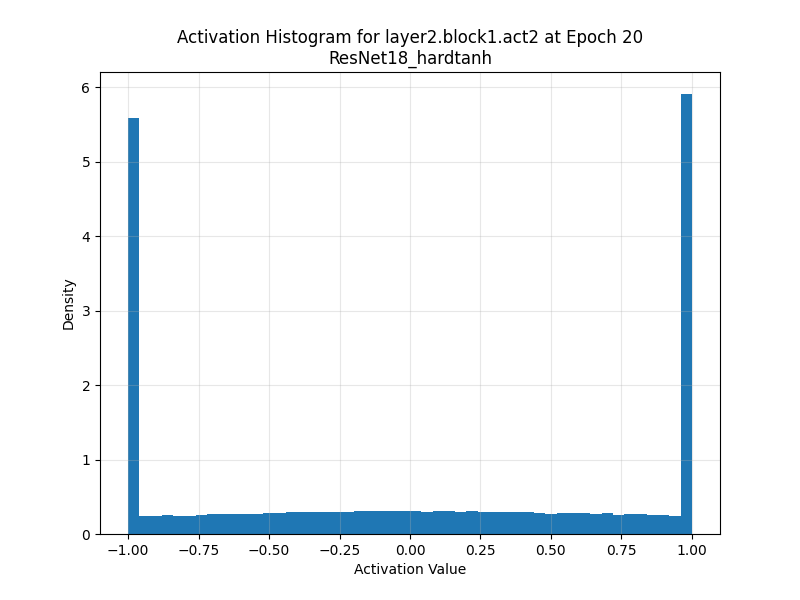 Activation Histogram for layer2.block1.act2 at Epoch 20
ResNet18_hardtanh
6
5
4
3
2
1
0
Density
−1.00 −0.75 −0.50 −0.25 0.00 0.25 0.50 0.75 1.00
Activation Value